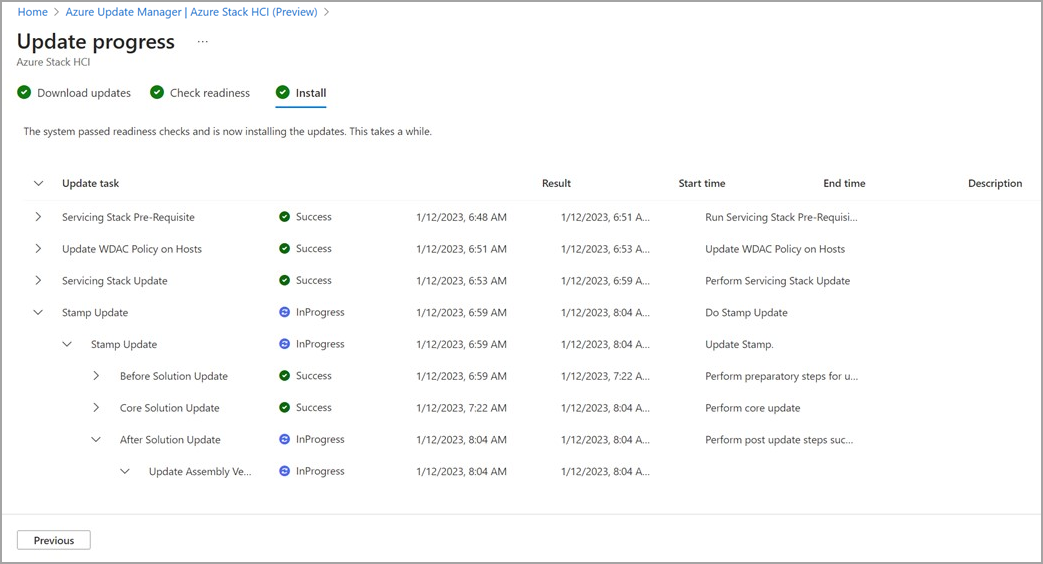 Home > Azure Update Manager | Azure Stack HCI (Preview) >
Update progress ...
Azure Stack HCI
Download updates Check readiness Install
The system passed readiness checks and is now installing the updates. This takes a while.
Update task Result Start time End time Description
Servicing Stack Pre-Requisite Success 1/12/2023, 6:48 AM 1/12/2023, 6:51 A... Run Servicing Stack Pre-Requisi...
Update WDAC Policy on Hosts Success 1/12/2023, 6:51 AM 1/12/2023, 6:53 A... Update WDAC Policy on Hosts
Servicing Stack Update Success 1/12/2023, 6:53 AM 1/12/2023, 6:59 A... Perform Servicing Stack Update
Stamp Update InProgress 1/12/2023, 6:59 AM 1/12/2023, 8:04 A... Do Stamp Update
Stamp Update InProgress 1/12/2023, 6:59 AM 1/12/2023, 8:04 A... Update Stamp.
Before Solution Update Success 1/12/2023, 6:59 AM 1/12/2023, 7:22 A... Perform preparatory steps for u...
Core Solution Update Success 1/12/2023, 7:22 AM 1/12/2023, 8:04 A... Perform core update
After Solution Update InProgress 1/12/2023, 8:04 AM 1/12/2023, 8:04 A... Perform post update steps suc...
Update Assembly Ve... InProgress 1/12/2023, 8:04 AM 1/12/2023, 8:04 A...
Previous